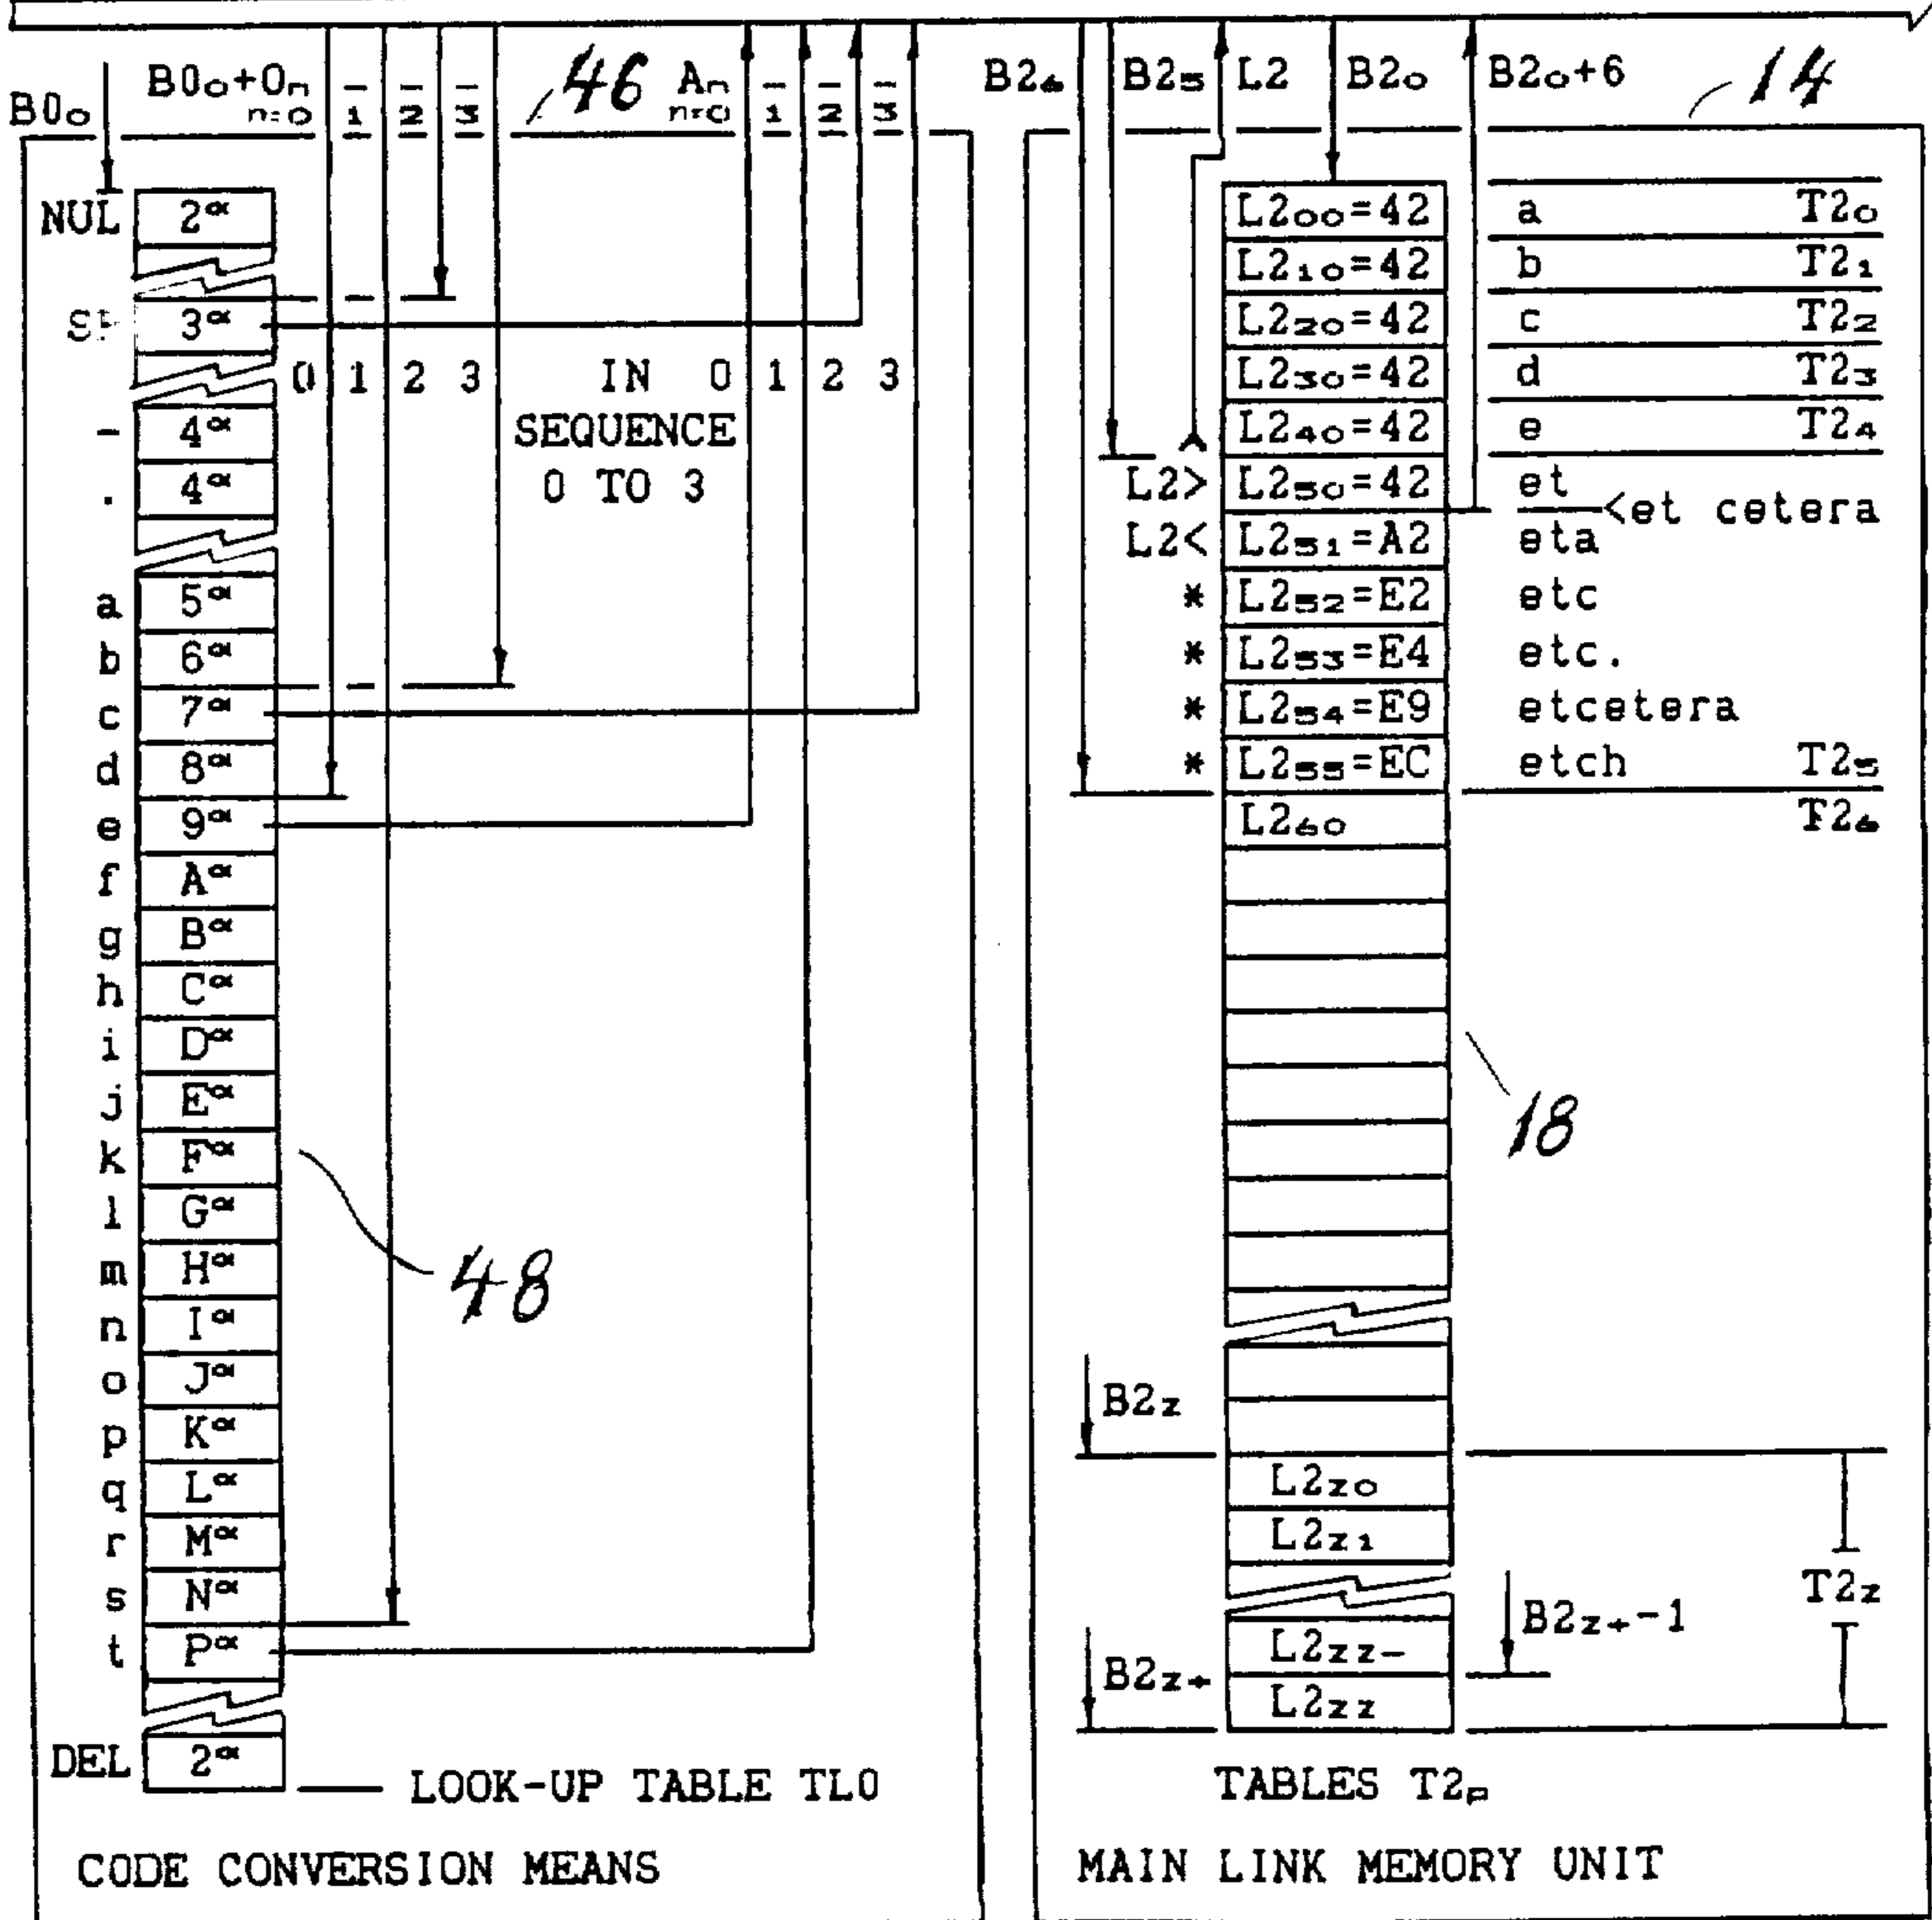 B0₀ B0₀+0ₙ n=0 1 2 3 46 Aₙ n=0 1 2 3
NUL 2α
SP 3α
0 1 2 3 IN 0 1 2 3
- 4α SEQUENCE
. 4α 0 TO 3
a 5α
b 6α
c 7α
d 8α
e 9α
f Aα
g Bα
h Cα
i Dα
j Eα
k Fα
l Gα
m Hα
48
n Iα
o Jα
p Kα
q Lα
r Mα
s Nα
t Pα
DEL 2α LOOK-UP TABLE TL0
CODE CONVERSION MEANS
B2₆ B2₅ L2 B2₀ B2₀+6 14
L2₀₀=42 a T2₀
L2₁₀=42 b T2₁
L2₂₀=42 c T2₂
L2₃₀=42 d T2₃
L2₄₀=42 e T2₄
L2> L2₅₀=42 et
<et cetera
L2< L2₅₁=A2 eta
* L2₅₂=E2 etc
* L2₅₃=E4 etc.
* L2₅₄=E9 etcetera
* L2₅₅=EC etch T2₅
L2₆₀ T2₆
18
B2z
L2z0
L2z1
T2z
B2z+-1
B2z+ L2zz-
L2zz
TABLES T2p
MAIN LINK MEMORY UNIT